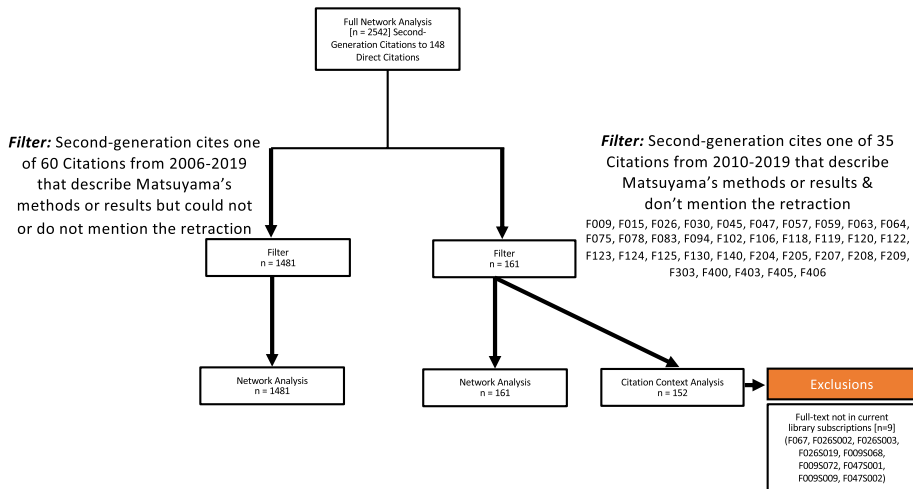 Full Network Analysis
[n = 2542] Second-
Generation Citations to 148
Direct Citations
Filter: Second-generation cites one
of 60 Citations from 2006-2019
that describe Matsuyama's
methods or results but could not
or do not mention the retraction
Filter: Second-generation cites one of 35
Citations from 2010-2019 that describe
Matsuyama's methods or results &
don't mention the retraction
F009, F015, F026, F030, F045, F047, F057, F059, F063, F064,
F075, F078, F083, F094, F102, F106, F118, F119, F120, F122,
F123, F124, F125, F130, F140, F204, F205, F207, F208, F209,
F303, F400, F403, F405, F406
Filter
n = 1481
Filter
n = 161
Network Analysis
n = 1481
Network Analysis
n = 161
Citation Context Analysis
n = 152
Exclusions
Full-text not in current
library subscriptions [n=9]
(F067, F026S002, F026S003,
F026S019, F009S068,
F009S072, F047S001,
F009S009, F047S002)